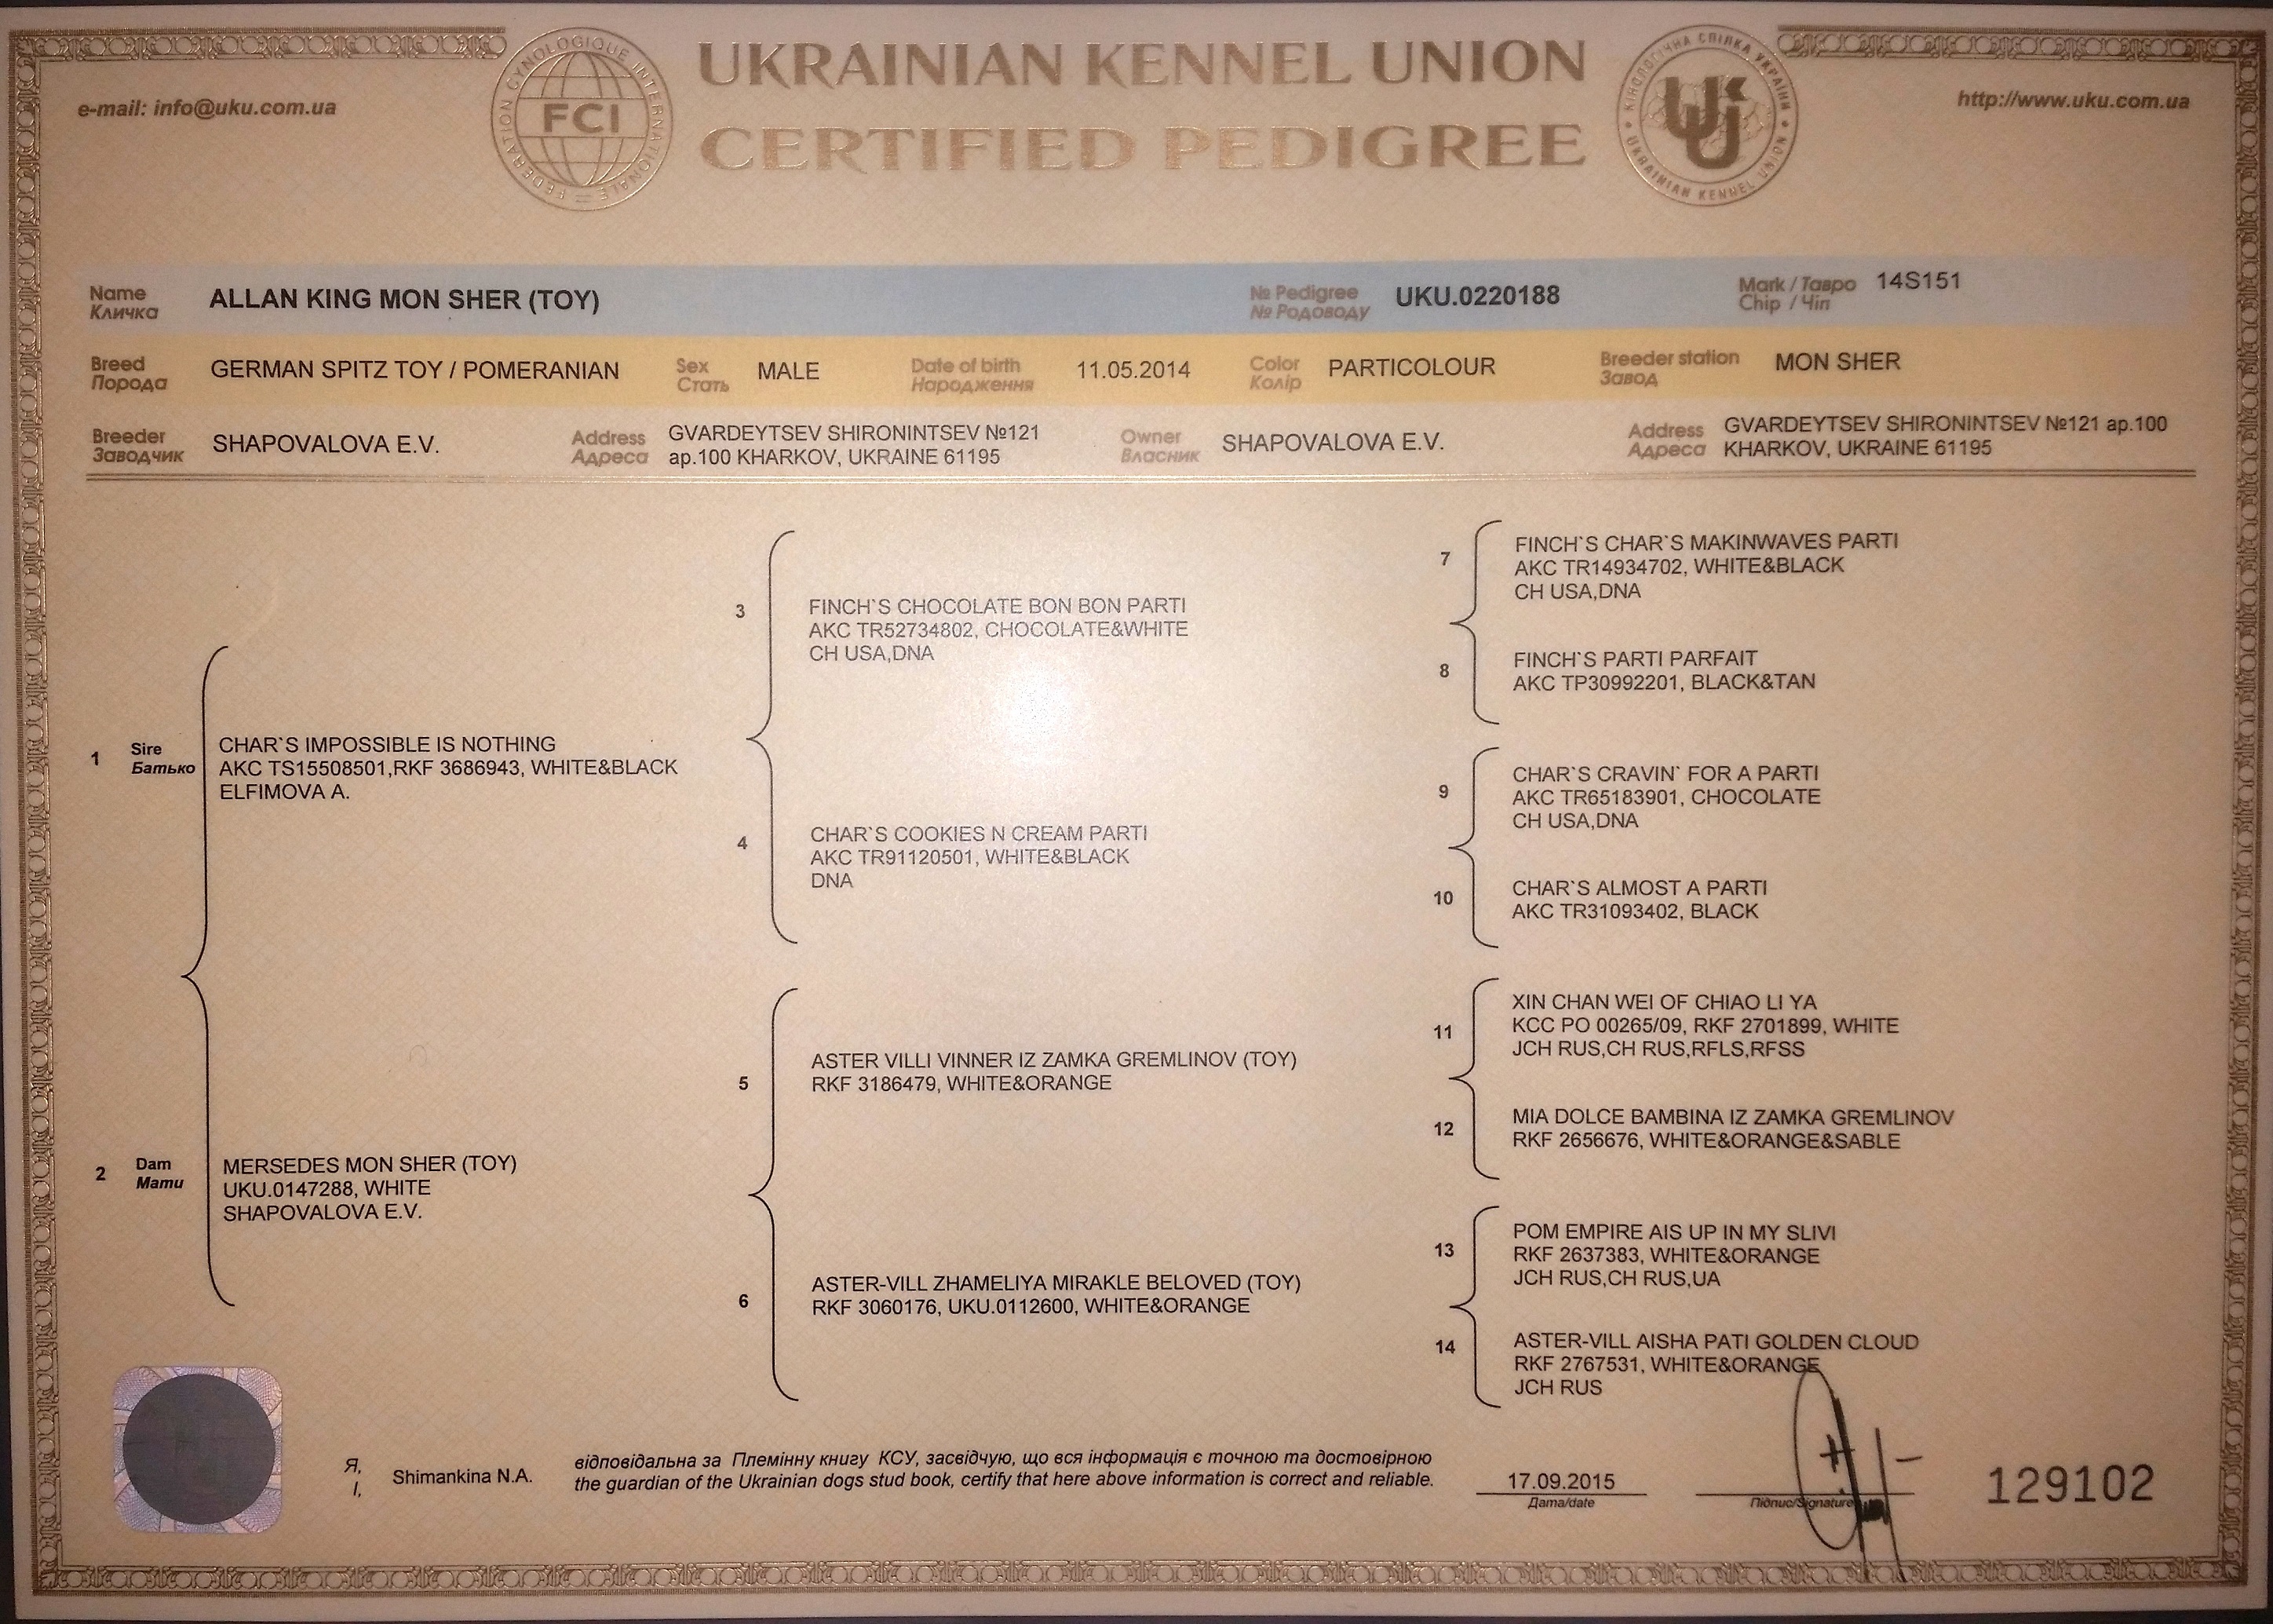 UKRAINIAN KENNEL UNION
CERTIFIED PEDIGREE
e-mail: info@uku.com.ua
FEDERATION CYNOLOGIQUE INTERNATIONALE
FCI
КІНОЛОГІЧНА СПІЛКА УКРАЇНИ
UKU
UKRAINIAN KENNEL UNION
http://www.uku.com.ua
Name
Кличка
ALLAN KING MON SHER (TOY)
№ Pedigree
№ Родоводу
UKU.0220188
Mark / Тавро
Chip / Чіп
14S151
Breed
Порода
GERMAN SPITZ TOY / POMERANIAN
Sex
Стать
MALE
Date of birth
Народження
11.05.2014
Color
Колір
PARTICOLOUR
Breeder station
Завод
MON SHER
Breeder
Заводчик
SHAPOVALOVA E.V.
Address
Адреса
GVARDEYTSEV SHIRONINTSEV №121
ap.100 KHARKOV, UKRAINE 61195
Owner
Власник
SHAPOVALOVA E.V.
Address
Адреса
GVARDEYTSEV SHIRONINTSEV №121 ap.100
KHARKOV, UKRAINE 61195
1
Sire
Батько
CHAR`S IMPOSSIBLE IS NOTHING
AKC TS15508501,RKF 3686943, WHITE&BLACK
ELFIMOVA A.
2
Dam
Мати
MERSEDES MON SHER (TOY)
UKU.0147288, WHITE
SHAPOVALOVA E.V.
3
FINCH`S CHOCOLATE BON BON PARTI
AKC TR52734802, CHOCOLATE&WHITE
CH USA,DNA
4
CHAR`S COOKIES N CREAM PARTI
AKC TR91120501, WHITE&BLACK
DNA
5
ASTER VILLI VINNER IZ ZAMKA GREMLINOV (TOY)
RKF 3186479, WHITE&ORANGE
6
ASTER-VILL ZHAMELIYA MIRAKLE BELOVED (TOY)
RKF 3060176, UKU.0112600, WHITE&ORANGE
7
FINCH`S CHAR`S MAKINWAVES PARTI
AKC TR14934702, WHITE&BLACK
CH USA,DNA
8
FINCH`S PARTI PARFAIT
AKC TP30992201, BLACK&TAN
9
CHAR`S CRAVIN` FOR A PARTI
AKC TR65183901, CHOCOLATE
CH USA,DNA
10
CHAR`S ALMOST A PARTI
AKC TR31093402, BLACK
11
XIN CHAN WEI OF CHIAO LI YA
KCC PO 00265/09, RKF 2701899, WHITE
JCH RUS,CH RUS,RFLS,RFSS
12
MIA DOLCE BAMBINA IZ ZAMKA GREMLINOV
RKF 2656676, WHITE&ORANGE&SABLE
13
POM EMPIRE AIS UP IN MY SLIVI
RKF 2637383, WHITE&ORANGE
JCH RUS,CH RUS,UA
14
ASTER-VILL AISHA PATI GOLDEN CLOUD
RKF 2767531, WHITE&ORANGE
JCH RUS
Я,
I,
Shimankina N.A.
відповідальна за Племінну книгу КСУ, засвідчую, що вся інформація є точною та достовірною
the guardian of the Ukrainian dogs stud book, certify that here above information is correct and reliable.
17.09.2015
Дата/date
Підпис/Signature
129102